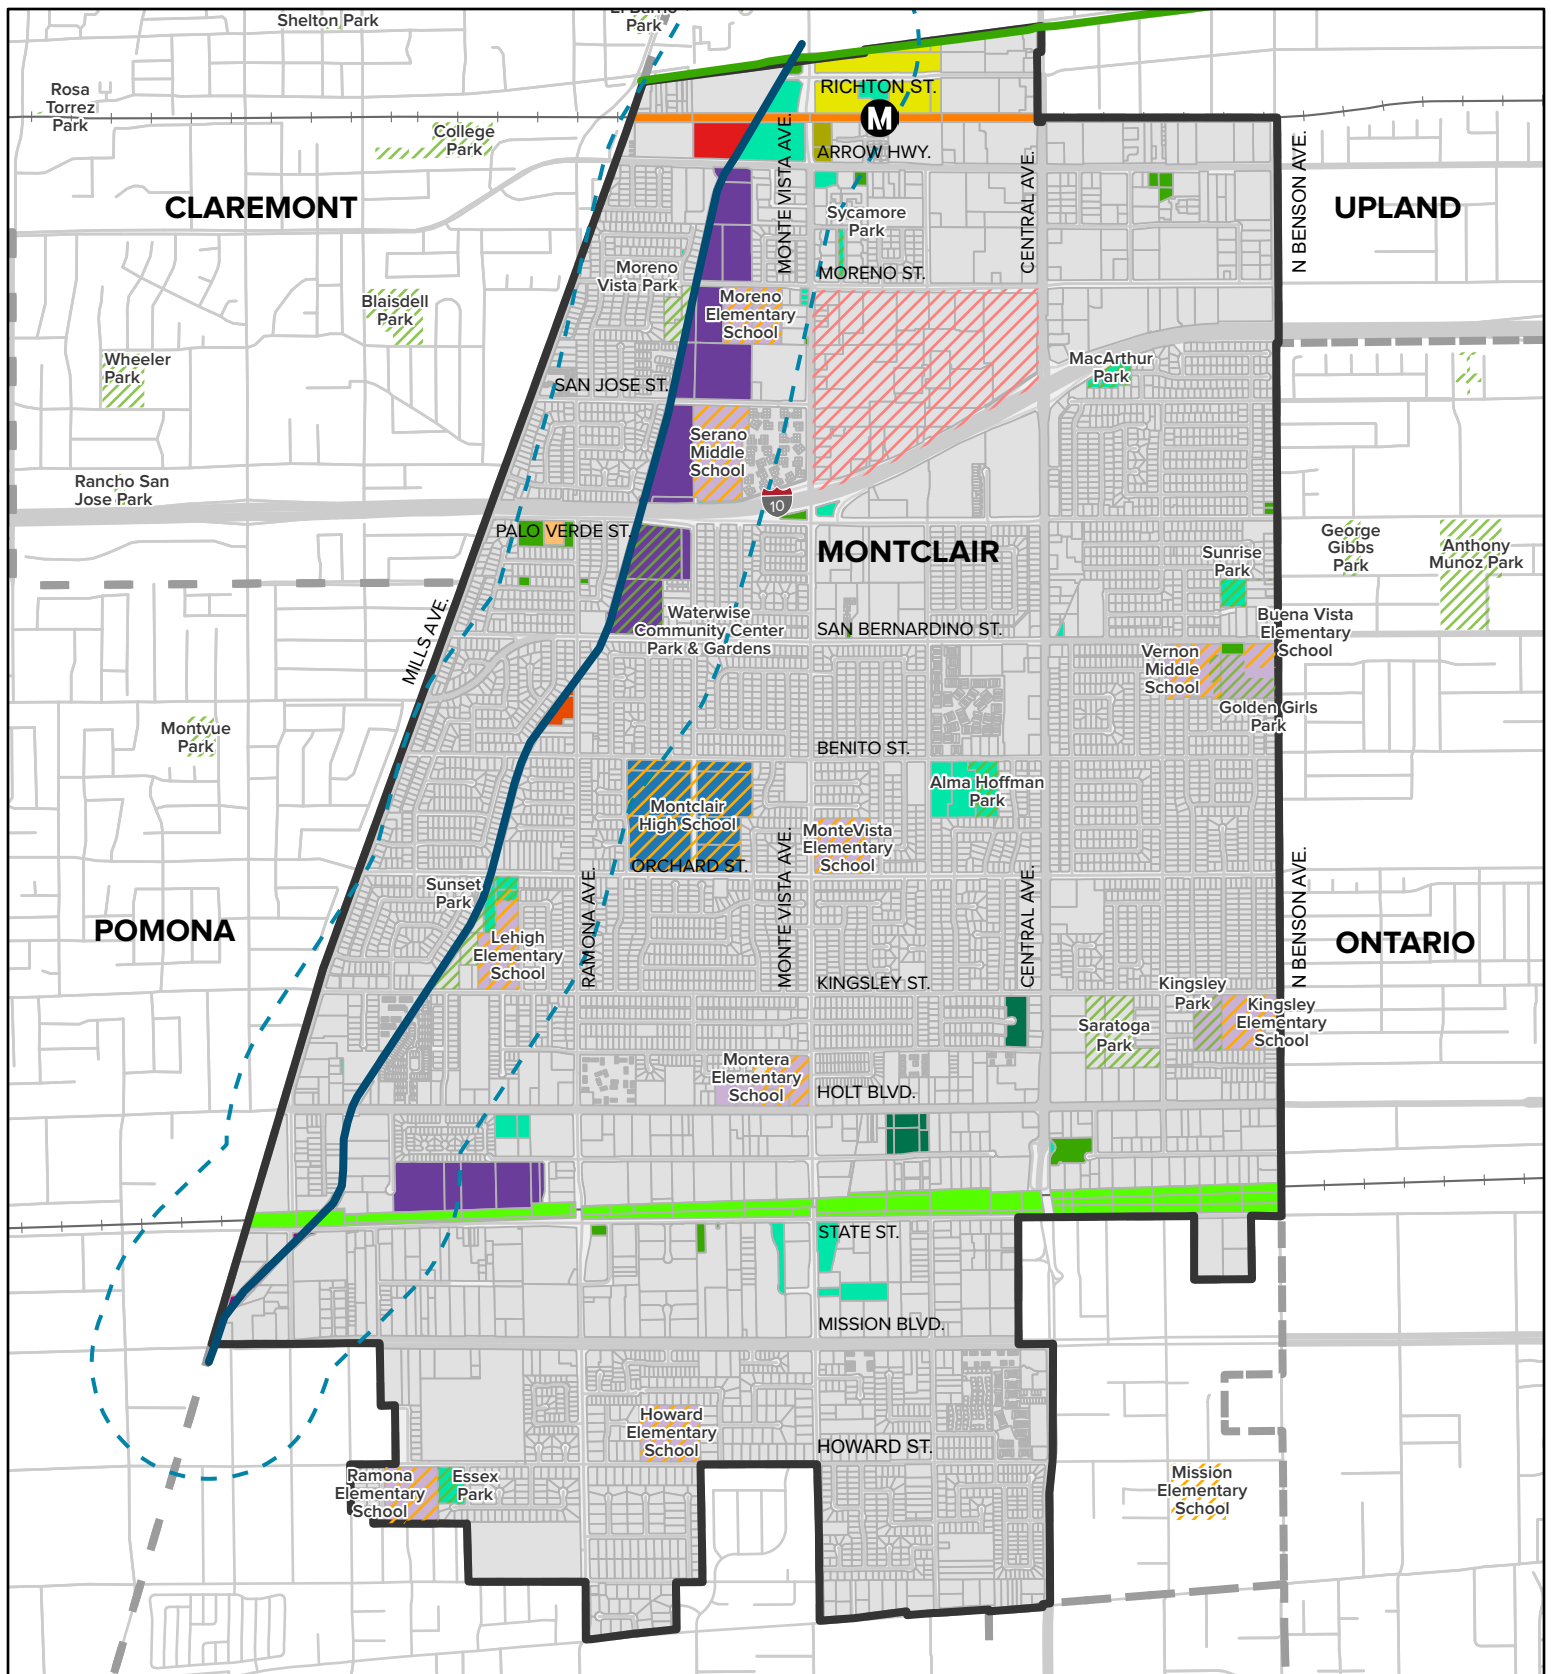 Shelton Park
El Barrio
Park
Rosa
Torrez
Park
College
Park
RICHTON ST.
M
ARROW HWY.
MONTE VISTA AVE.
CENTRAL AVE.
N BENSON AVE.
CLAREMONT
UPLAND
Sycamore
Park
MORENO ST.
Moreno
Vista Park
Moreno
Elementary
School
Blaisdell
Park
Wheeler
Park
MacArthur
Park
SAN JOSE ST.
Serano
Middle
School
Rancho San
Jose Park
10
PALO VERDE ST.
MONTCLAIR
Sunrise
Park
George
Gibbs
Park
Anthony
Munoz Park
MILLS AVE.
Waterwise
Community Center
Park & Gardens
SAN BERNARDINO ST.
Buena Vista
Elementary
School
Vernon
Middle
School
Golden Girls
Park
Montvue
Park
BENITO ST.
Alma Hoffman
Park
Montclair
High School
MonteVista
Elementary
School
ORCHARD ST.
RAMONA AVE.
MONTE VISTA AVE.
CENTRAL AVE.
N BENSON AVE.
Sunset
Park
POMONA
ONTARIO
Lehigh
Elementary
School
KINGSLEY ST.
Kingsley
Park
Kingsley
Elementary
School
Saratoga
Park
Montera
Elementary
School
HOLT BLVD.
STATE ST.
MISSION BLVD.
Howard
Elementary
School
HOWARD ST.
Ramona
Elementary
School
Essex
Park
Mission
Elementary
School